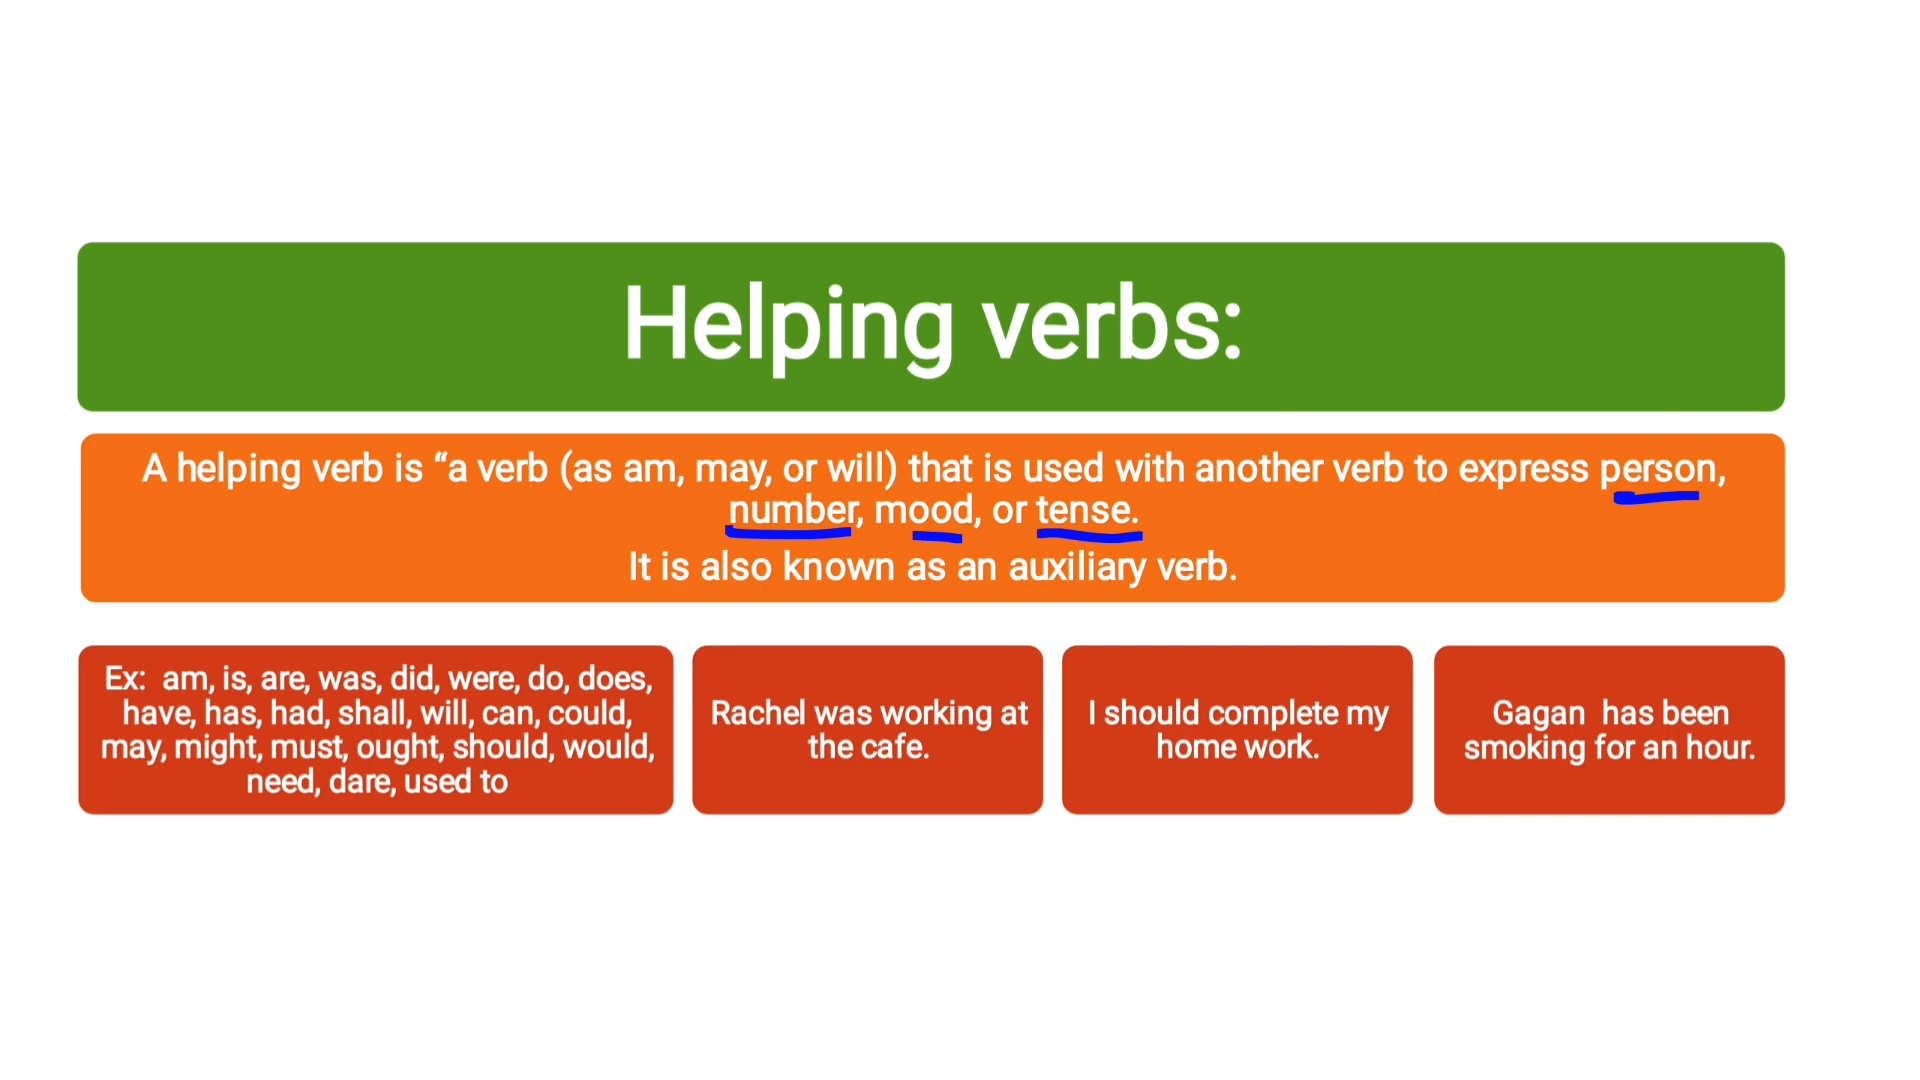 Helping verbs:
A helping verb is “a verb (as am, may, or will) that is used with another verb to express person,
number, mood, or tense.
It is also known as an auxiliary verb.
Ex:  am, is, are, was, did, were, do, does,
have, has, had, shall, will, can, could,
may, might, must, ought, should, would,
need, dare, used to
Rachel was working at
the cafe.
I should complete my
home work.
Gagan  has been
smoking for an hour.